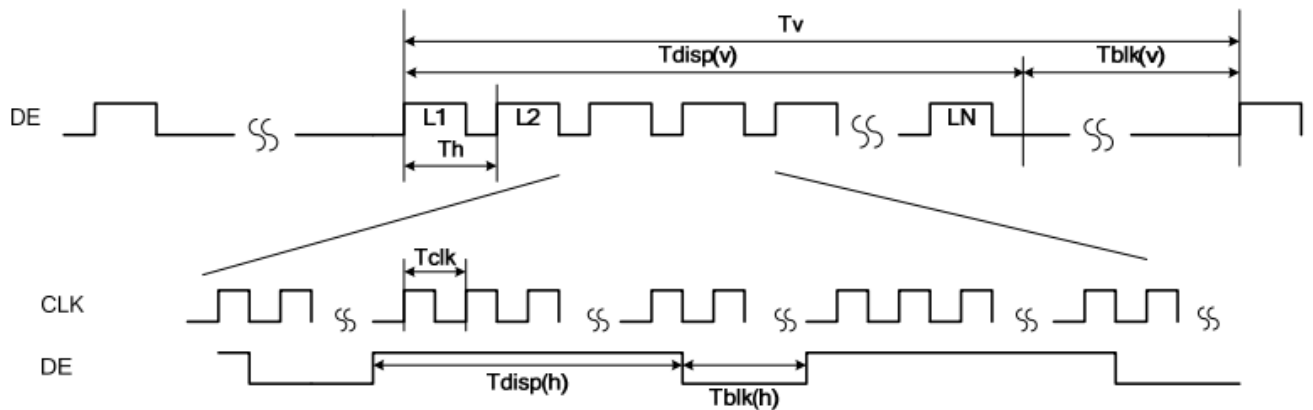 Tv
Tdisp(v) Tblk(v)
DE L1 L2 LN
Th
Tclk
CLK
DE
Tdisp(h) Tblk(h)